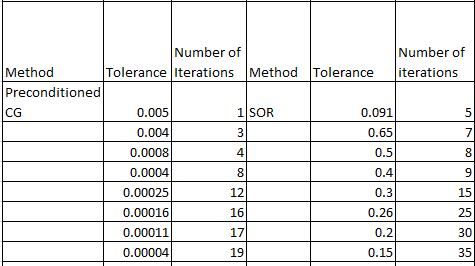 Method Tolerance Number of Iterations Method Tolerance Number of iterations
Preconditioned CG 0.005 1 SOR 0.091 5
0.004 3 0.65 7
0.0008 4 0.5 8
0.0004 8 0.4 9
0.00025 12 0.3 15
0.00016 16 0.26 25
0.00011 17 0.2 30
0.00004 19 0.15 35